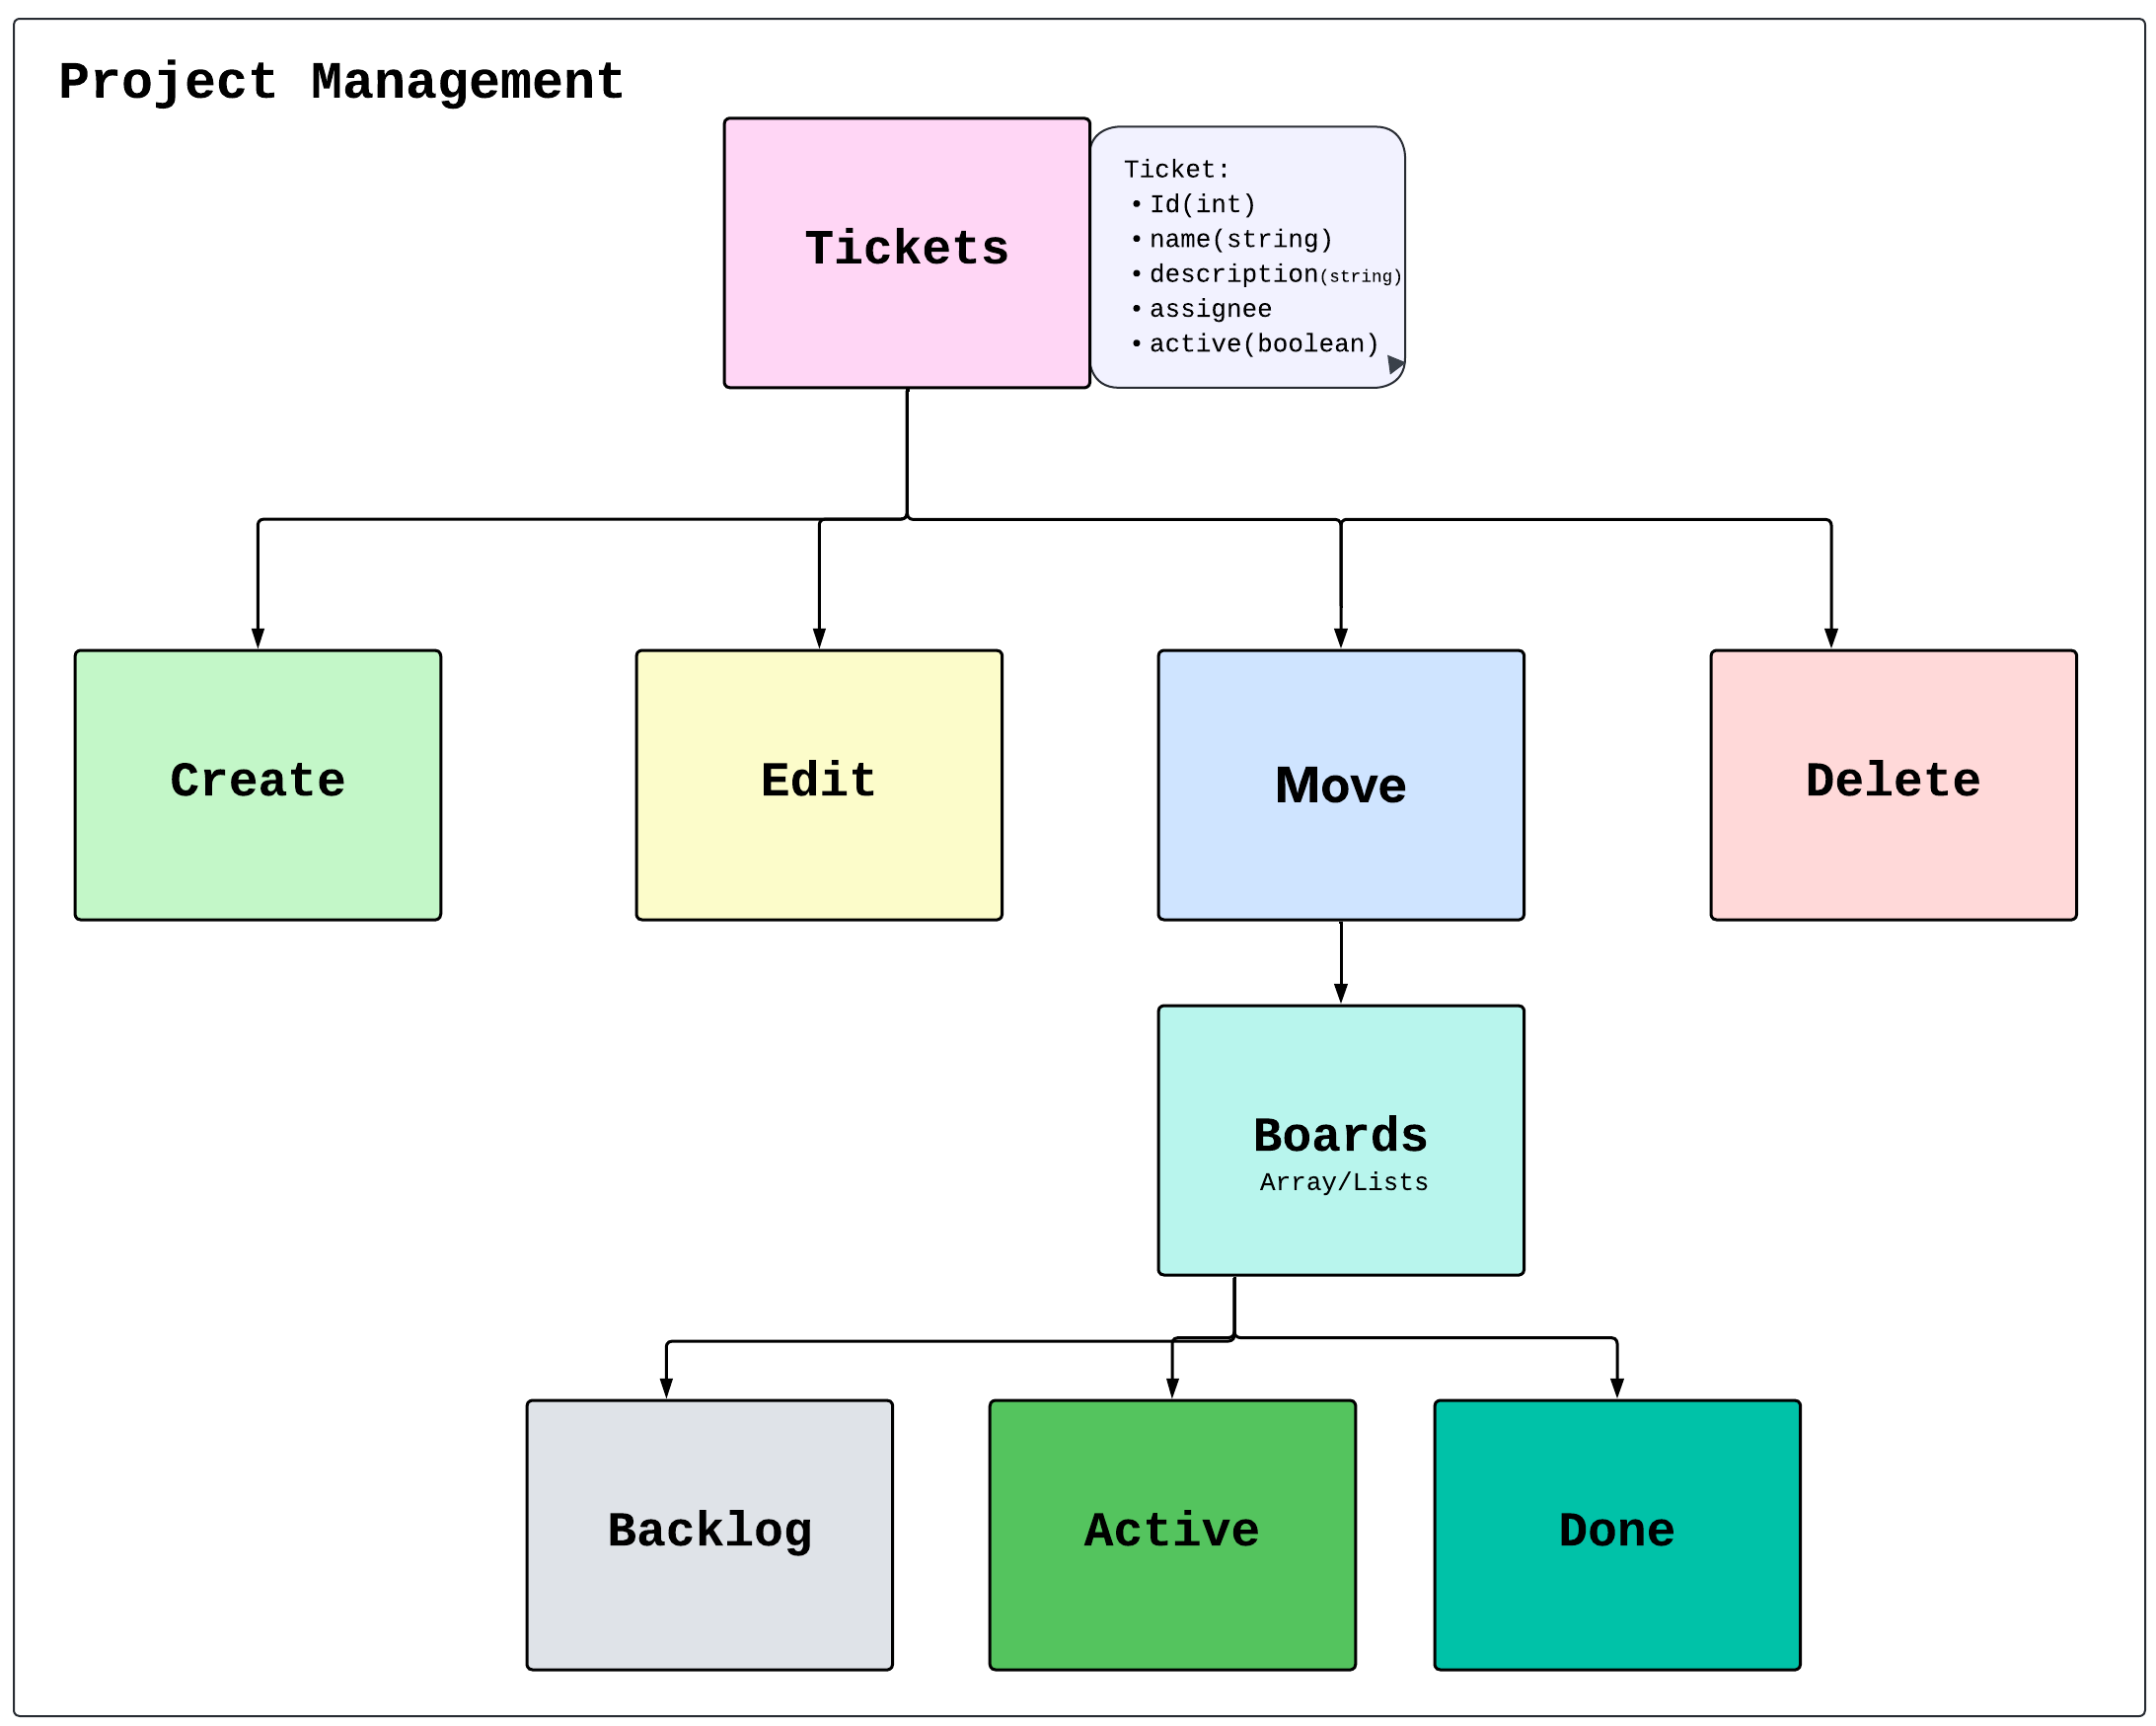 Project Management
Tickets
Ticket:
• Id(int)
• name(string)
• description(string)
• assignee
• active(boolean)
Create
Edit
Move
Delete
Boards
Array/Lists
Backlog
Active
Done